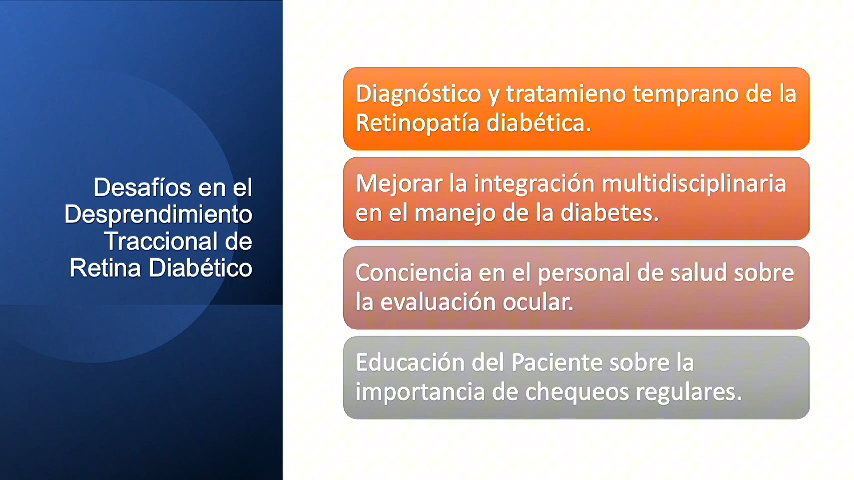 Desafíos en el
Desprendimiento
Traccional de
Retina Diabético
Diagnóstico y tratamieno temprano de la
Retinopatía diabética.
Mejorar la integración multidisciplinaria
en el manejo de la diabetes.
Conciencia en el personal de salud sobre
la evaluación ocular.
Educación del Paciente sobre la
importancia de chequeos regulares.